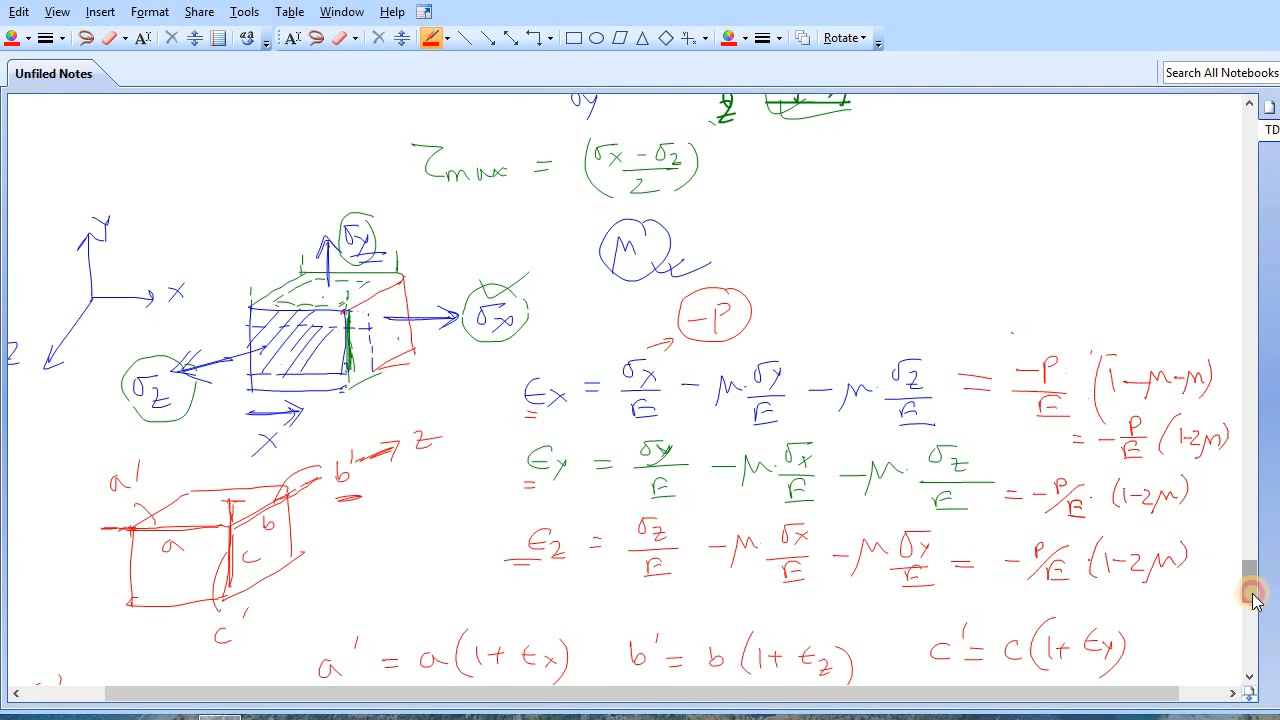 Edit View Insert Format Share Tools Table Window Help
Rotate
Unfiled Notes
Search All Notebooks
TD
σy
z
τmax = (σx - σz / 2)
Y
X
Z
σy
σx
σz
X
μ
-P
εx = σx/E - μ·σy/E - μ·σz/E = -P/E (1-μ-μ)
= -P/E (1-2μ)
εy = σy/E - μ·σx/E - μ·σz/E = -P/E · (1-2μ)
εz = σz/E - μ·σx/E - μ σy/E = -P/E · (1-2μ)
a'
b'
z
a
b
c
c'
a' = a(1+εx) b' = b(1+εz) c' = c(1+εy)